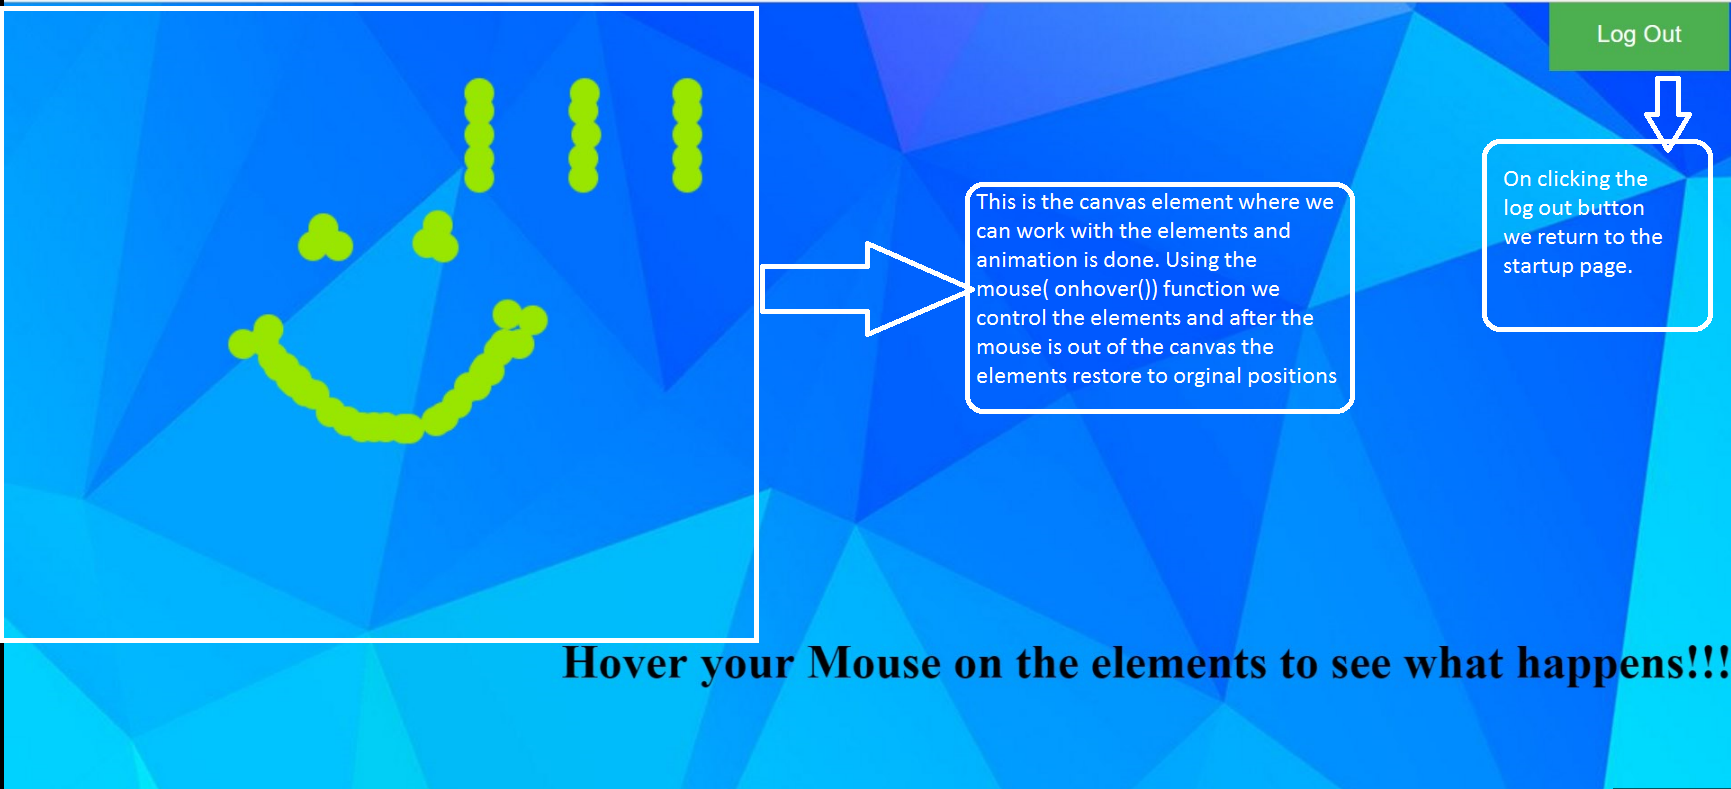 Log Out
On clicking the
log out button
we return to the
startup page.
This is the canvas element where we
can work with the elements and
animation is done. Using the
mouse( onhover()) function we
control the elements and after the
mouse is out of the canvas the
elements restore to orginal positions
Hover your Mouse on the elements to see what happens!!!